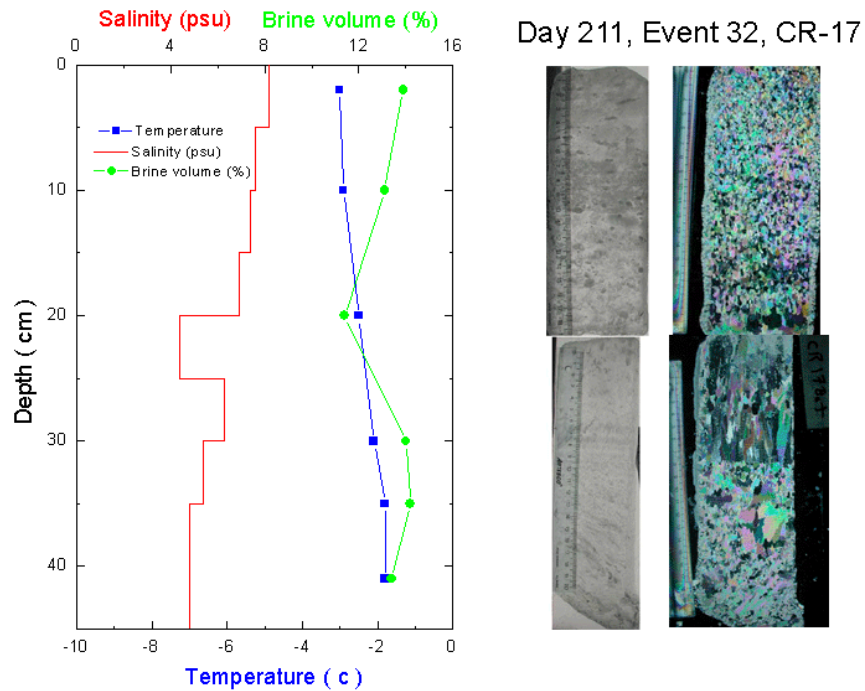 Salinity (psu) Brine volume (%)
0 4 8 12 16
Day 211, Event 32, CR-17
0
10
20
30
40
Depth ( cm )
Temperature
Salinity (psu)
Brine volume (%)
-10 -8 -6 -4 -2 0
Temperature ( c )